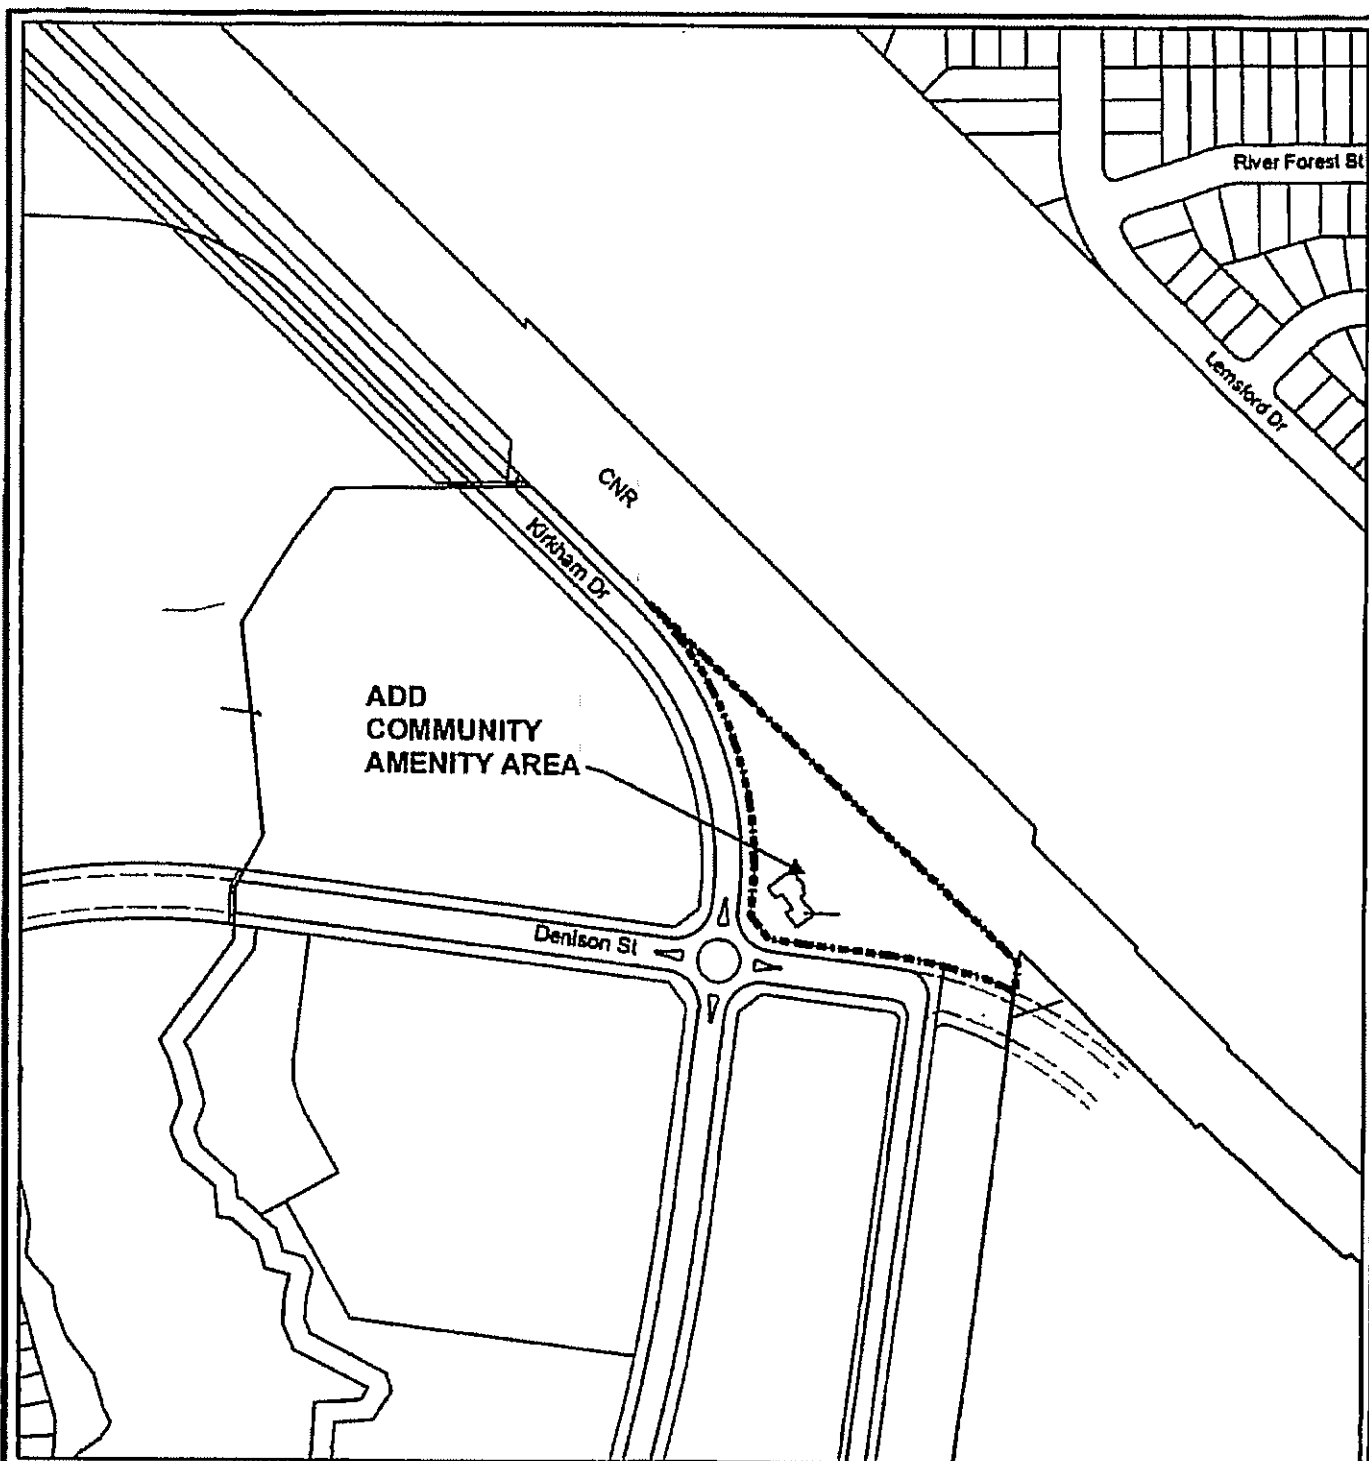 River Forest St
Lemsford Dr
CNR
Kirkham Dr
ADD
COMMUNITY
AMENITY AREA
Denison St